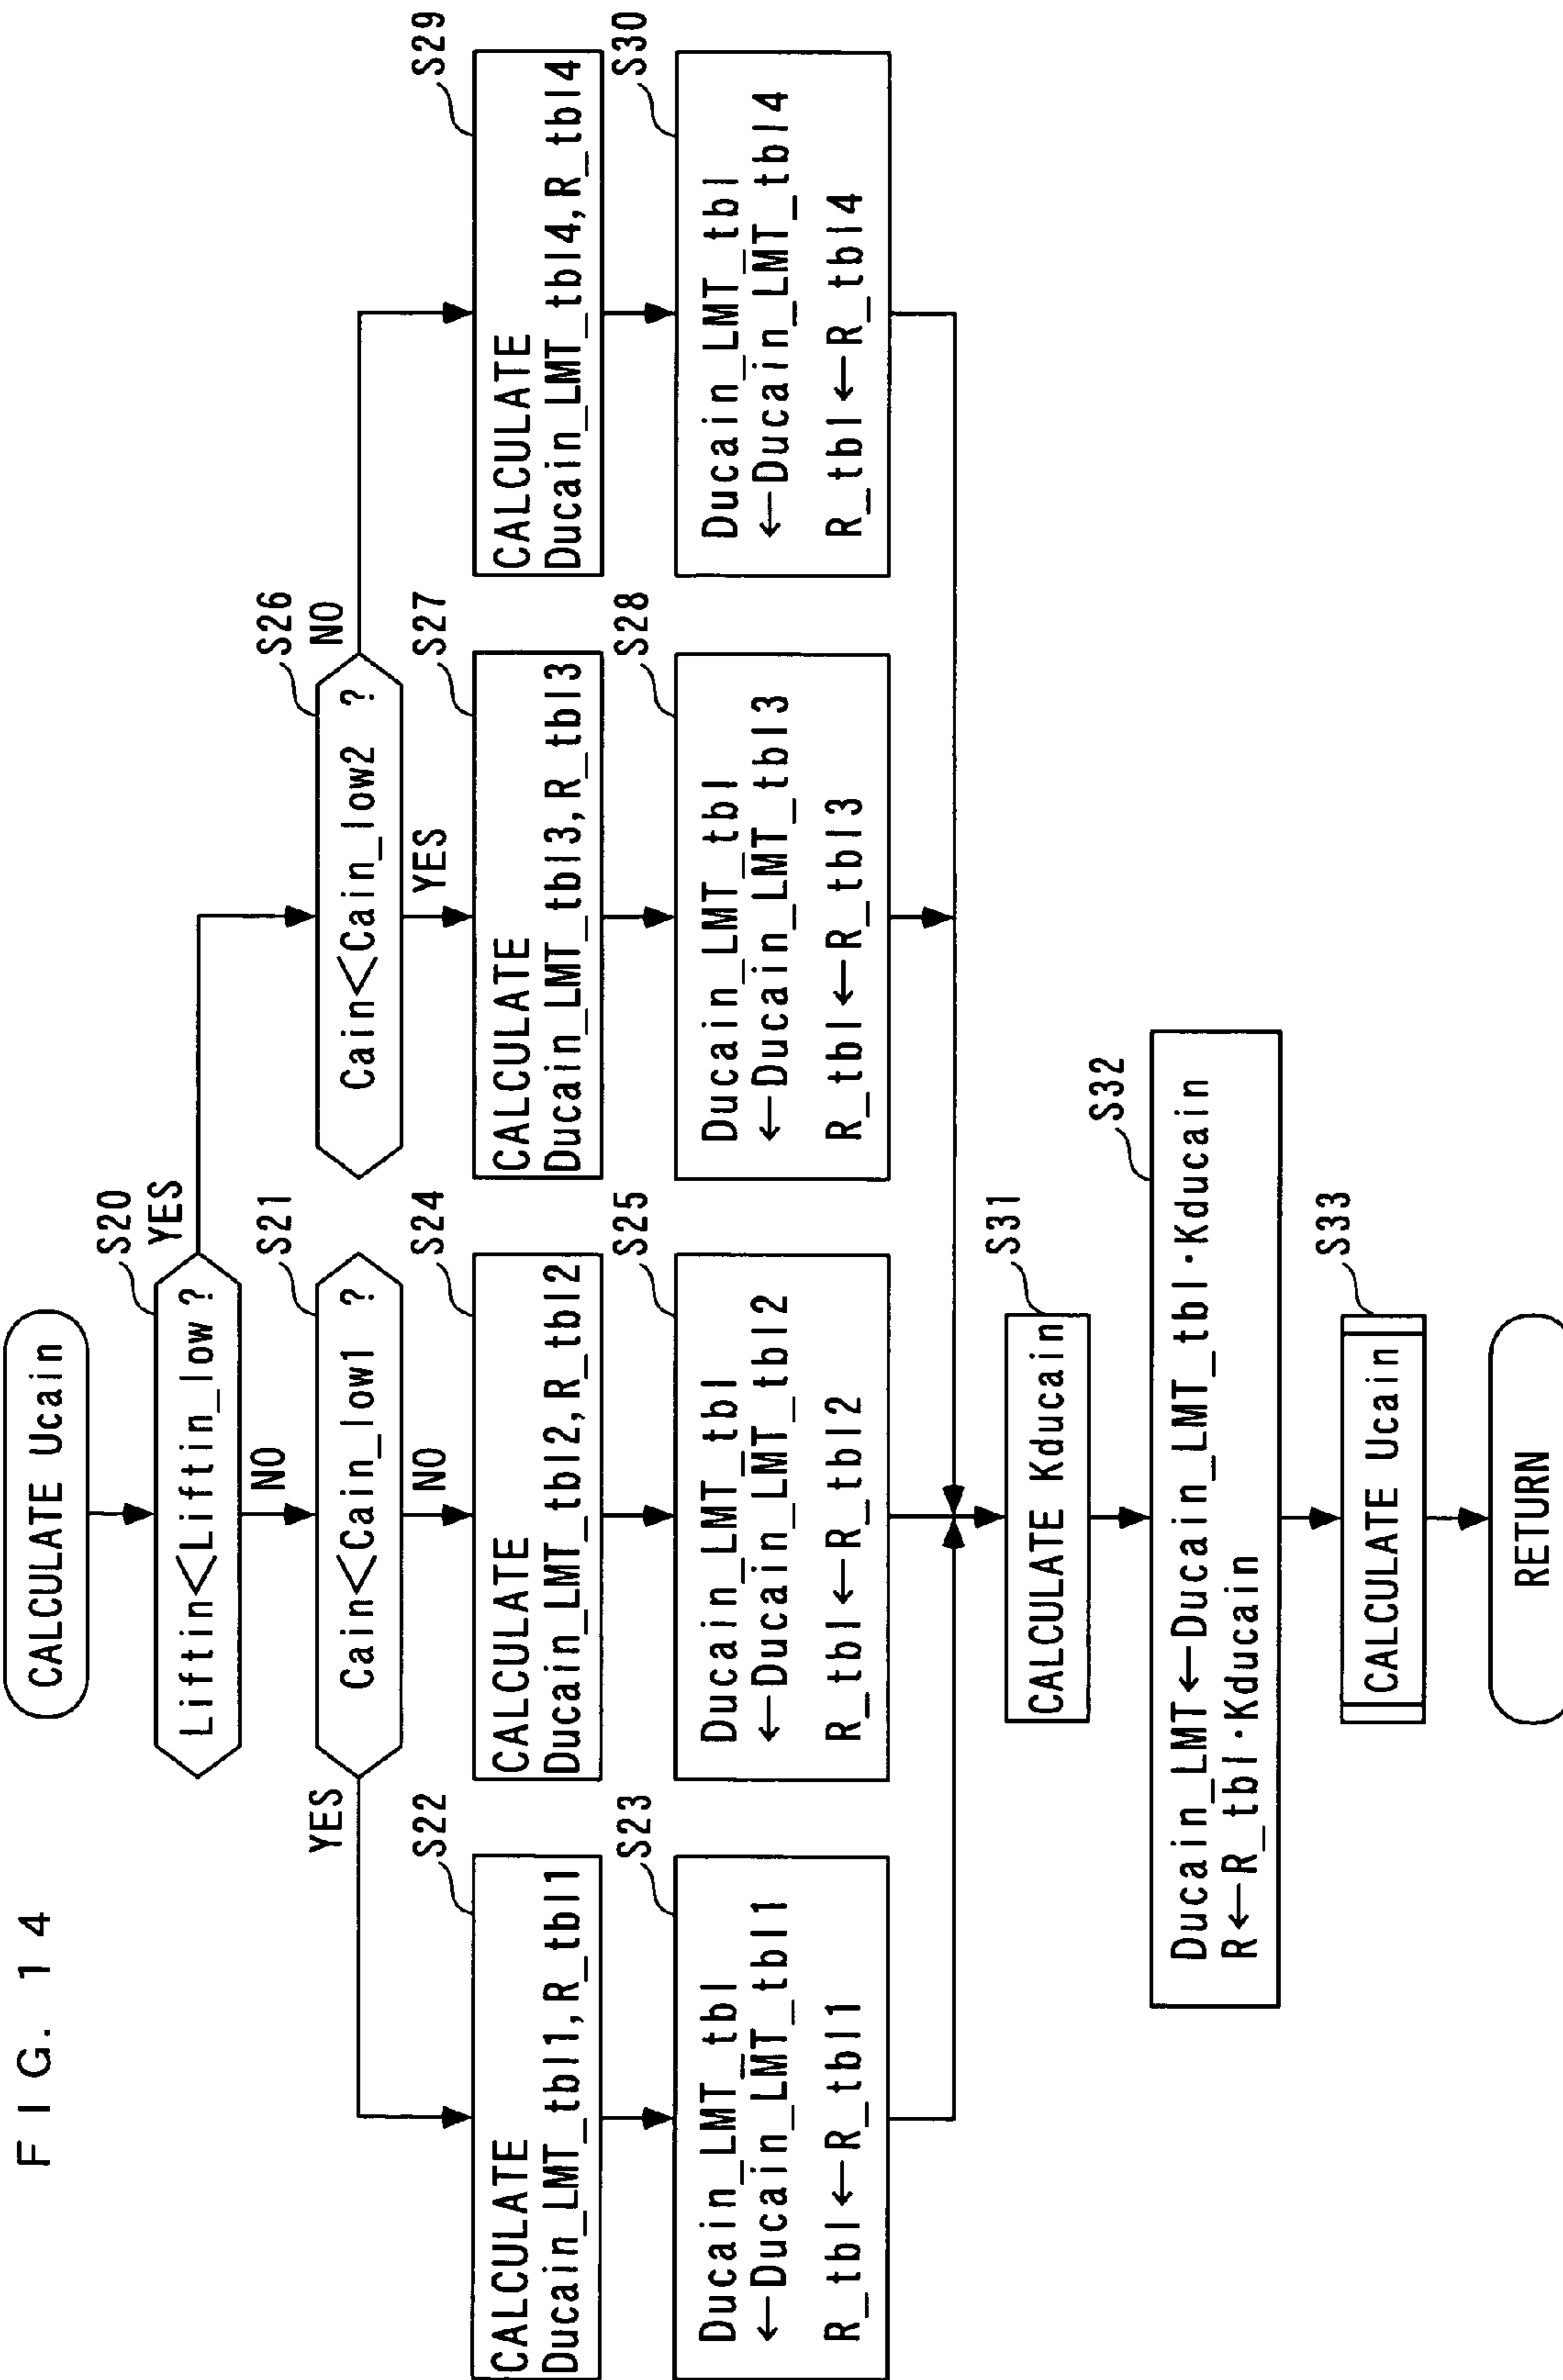 FIG. 14
CALCULATE Ucain
S20
Liftin<Liftin_low?
YES
NO
S21
Cain<Cain_low1 ?
YES
NO
S26
Cain<Cain_low2 ?
NO
YES
S22
CALCULATE
Ducain_LMT_tbl1,R_tbl1
S24
CALCULATE
Ducain_LMT_tbl2,R_tbl2
S27
CALCULATE
Ducain_LMT_tbl3,R_tbl3
S29
CALCULATE
Ducain_LMT_tbl4,R_tbl4
S23
Ducain_LMT_tbl
←Ducain_LMT_tbl1
R_tbl←R_tbl1
S25
Ducain_LMT_tbl
←Ducain_LMT_tbl2
R_tbl←R_tbl2
S28
Ducain_LMT_tbl
←Ducain_LMT_tbl3
R_tbl←R_tbl3
S30
Ducain_LMT_tbl
←Ducain_LMT_tbl4
R_tbl←R_tbl4
S31
CALCULATE Kducain
S32
Ducain_LMT←Ducain_LMT_tbl·Kducain
R←R_tbl·Kducain
S33
CALCULATE Ucain
RETURN